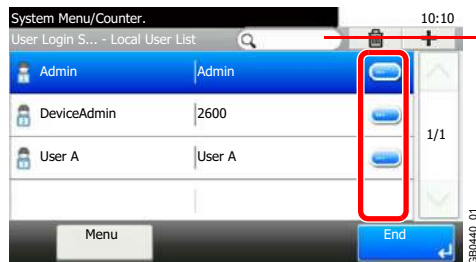 System Menu/Counter. 10:10
User Login S... - Local User List
Admin Admin
DeviceAdmin 2600
1/1
User A User A
Menu End
GB0440_01